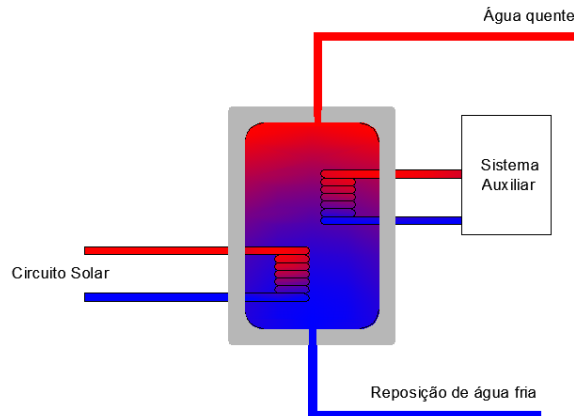 Água quente
Sistema
Auxiliar
Circuito Solar
Reposição de água fria